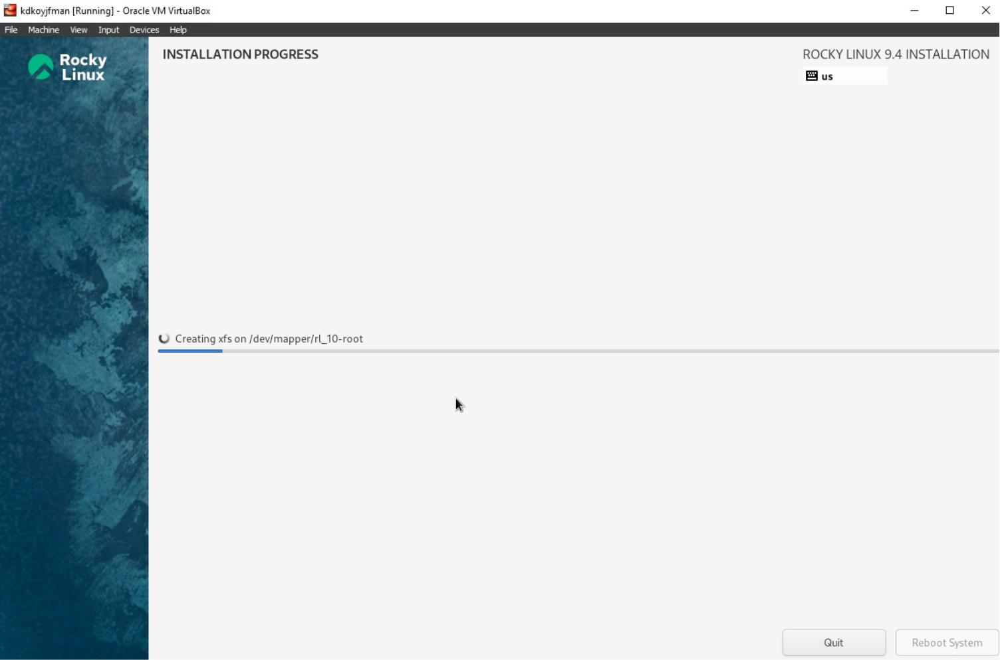 kdkoyjfman [Running] - Oracle VM VirtualBox
File Machine View Input Devices Help
Rocky
Linux
INSTALLATION PROGRESS
ROCKY LINUX 9.4 INSTALLATION
us
Creating xfs on /dev/mapper/rl_10-root
Quit
Reboot System